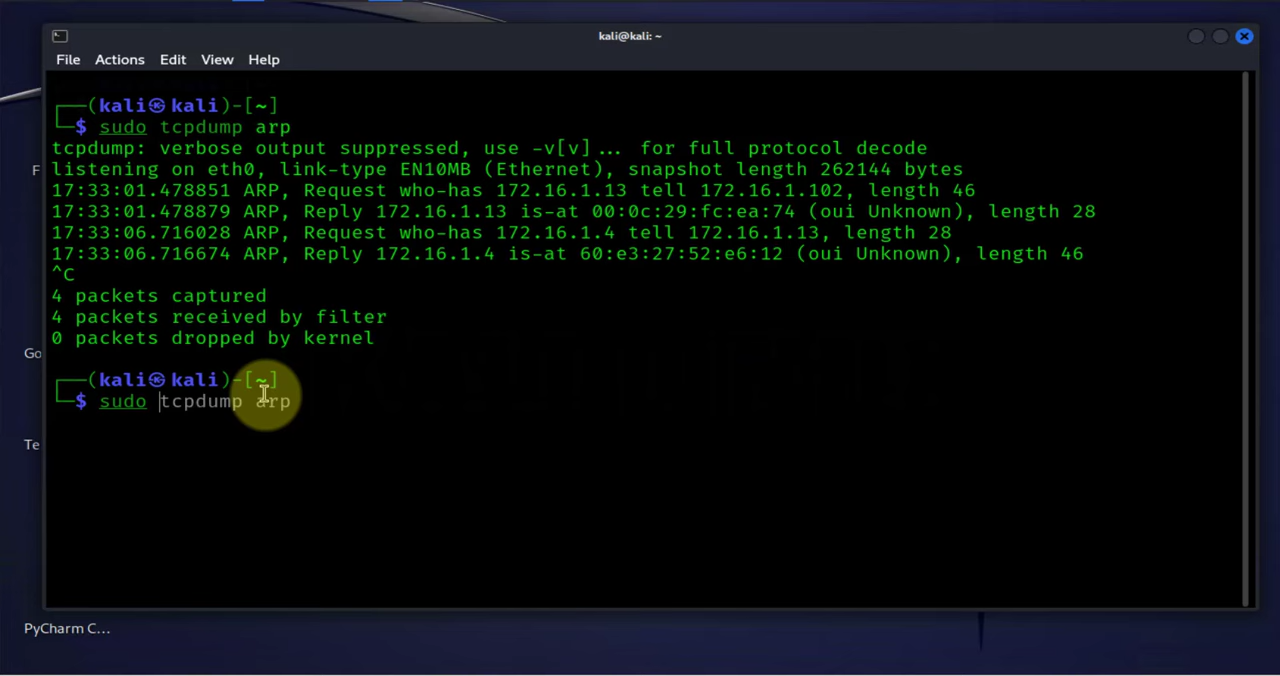 kali@kali: ~
File Actions Edit View Help
┌──(kali㉿kali)-[~]
└─$ sudo tcpdump arp
tcpdump: verbose output suppressed, use -v[v]... for full protocol decode
listening on eth0, link-type EN10MB (Ethernet), snapshot length 262144 bytes
17:33:01.478851 ARP, Request who-has 172.16.1.13 tell 172.16.1.102, length 46
17:33:01.478879 ARP, Reply 172.16.1.13 is-at 00:0c:29:fc:ea:74 (oui Unknown), length 28
17:33:06.716028 ARP, Request who-has 172.16.1.4 tell 172.16.1.13, length 28
17:33:06.716674 ARP, Reply 172.16.1.4 is-at 60:e3:27:52:e6:12 (oui Unknown), length 46
^C
4 packets captured
4 packets received by filter
0 packets dropped by kernel
┌──(kali㉿kali)-[~]
└─$ sudo tcpdump arp
F
Go
Te
PyCharm C...